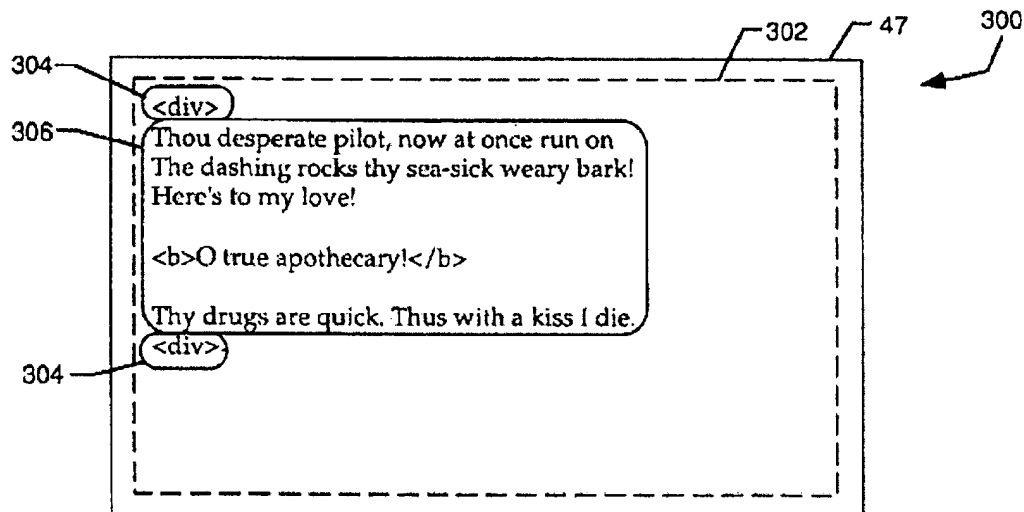 302
47
300
304
<div>
306
Thou desperate pilot, now at once run on
The dashing rocks thy sea-sick weary bark!
Here's to my love!
<b>O true apothecary!</b>
Thy drugs are quick. Thus with a kiss I die.
<div>
304